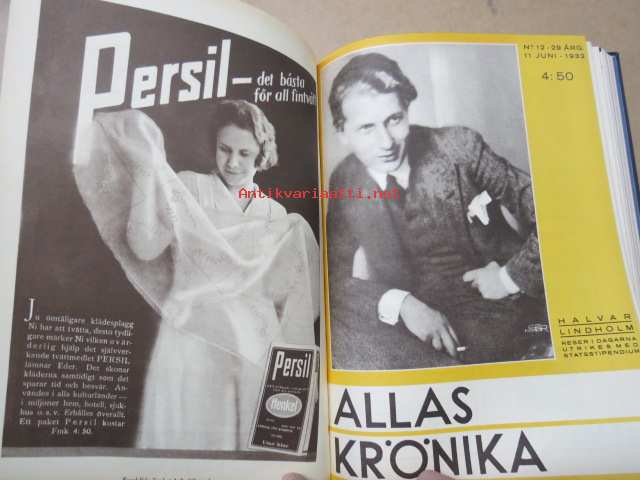 Persil—
det bästa
för all fintvätt
Ju ömtåligare klädesplagg
Ni har att tvätta, desto tydli-
gare märker Ni vilken ovär-
derlig hjälp det självver-
kande tvättmedlet PERSIL
lämnar Eder. Det skonar
kläderna samtidigt som det
sparar tid och besvär. An-
vändes i alla kulturländer—
i miljoner hem, hotell, sjuk-
hus o. s. v. Erhålles överallt.
Ett paket Persil kostar
Fmk 4: 50.
Persil
Henkel
Antikvariaatti.net
Nº 12 - 29 ÅRG.
11 JUNI - 1932
4: 50
HALVAR
LINDHOLM
RESER I DAGARNA
UTRIKES MED
STATSSTIPENDIUM
ALLAS
KRÖNIKA